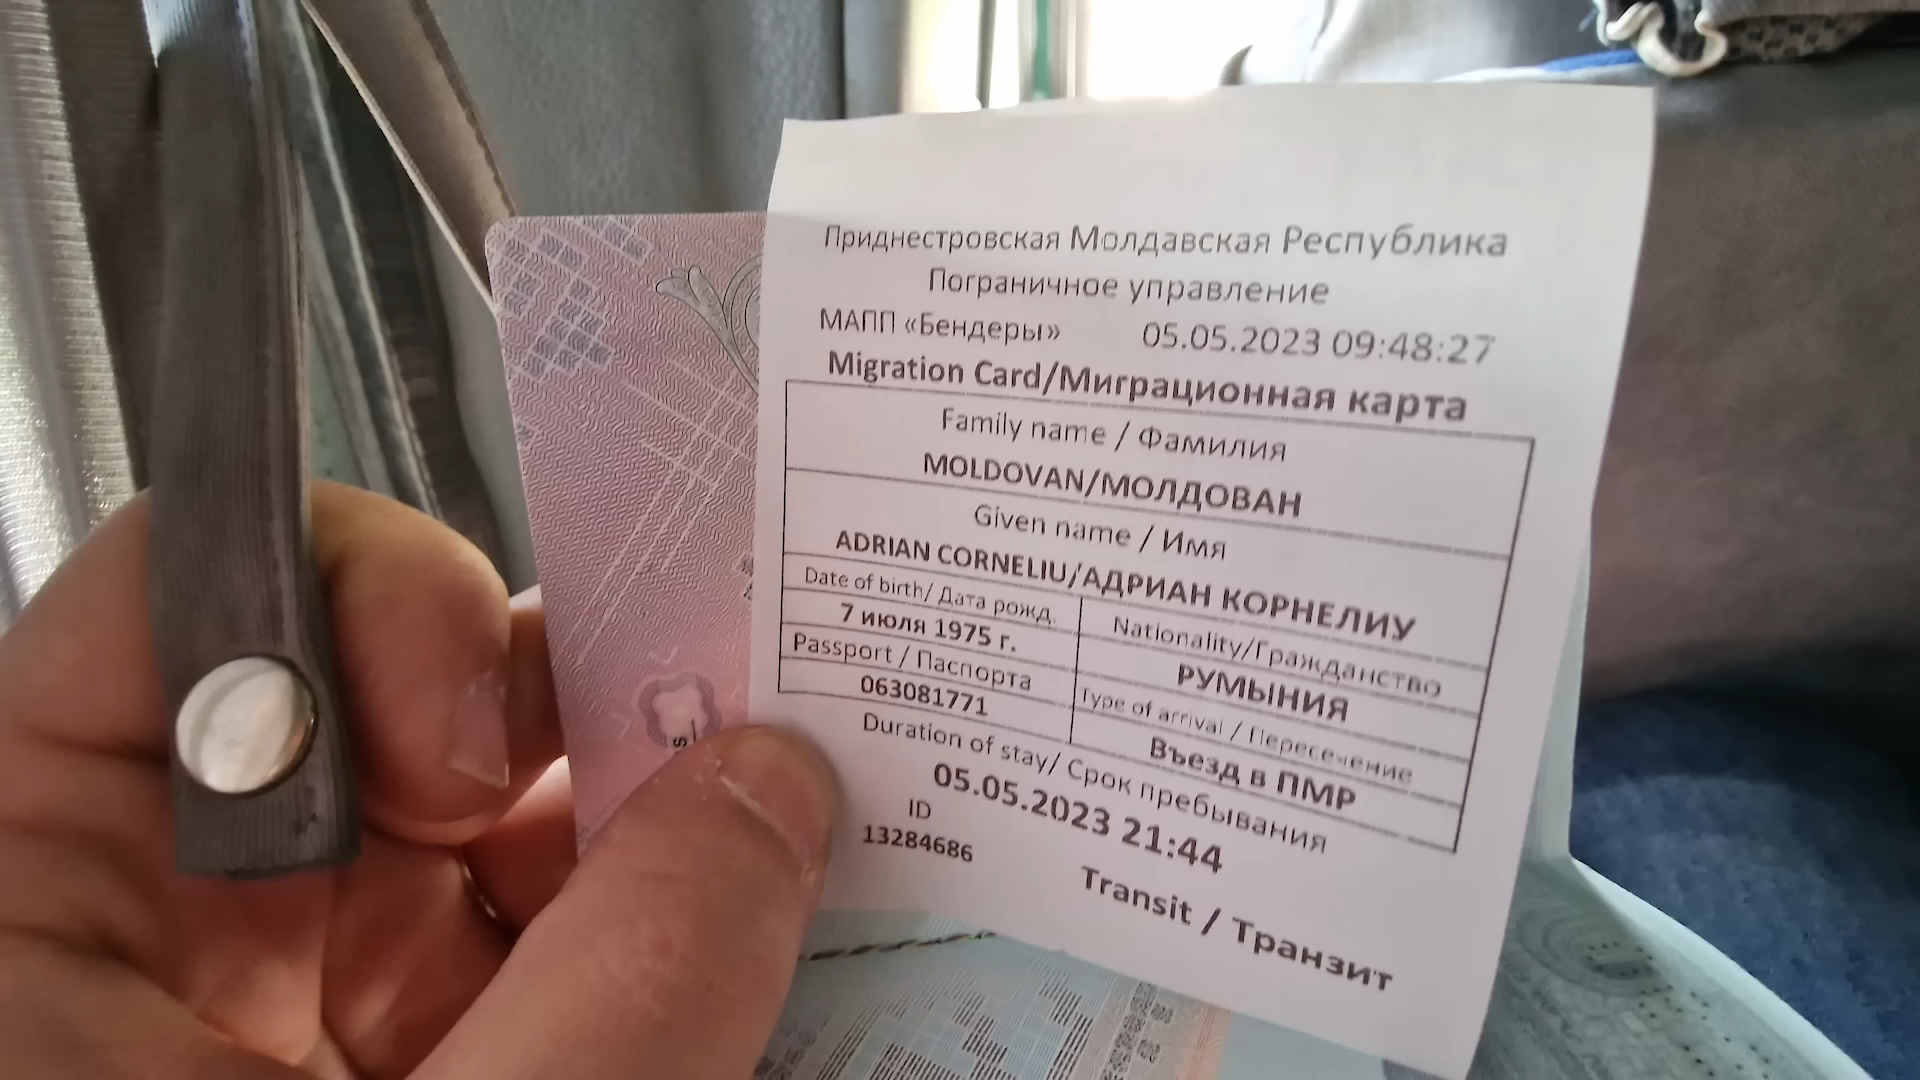 Приднестровская Молдавская Республика
Пограничное управление
МАПП «Бендеры» 05.05.2023 09:48:27
Migration Card/Миграционная карта
Family name / Фамилия
MOLDOVAN/МОЛДОВАН
Given name / Имя
ADRIAN CORNELIU/АДРИАН КОРНЕЛИУ
Date of birth/ Дата рожд.
Nationality/Гражданство
7 июля 1975 г.
РУМЫНИЯ
Passport / Паспорта
Type of arrival / Пересечение
063081771
Въезд в ПМР
Duration of stay/ Срок пребывания
05.05.2023 21:44
ID
13284686
Transit / Транзит